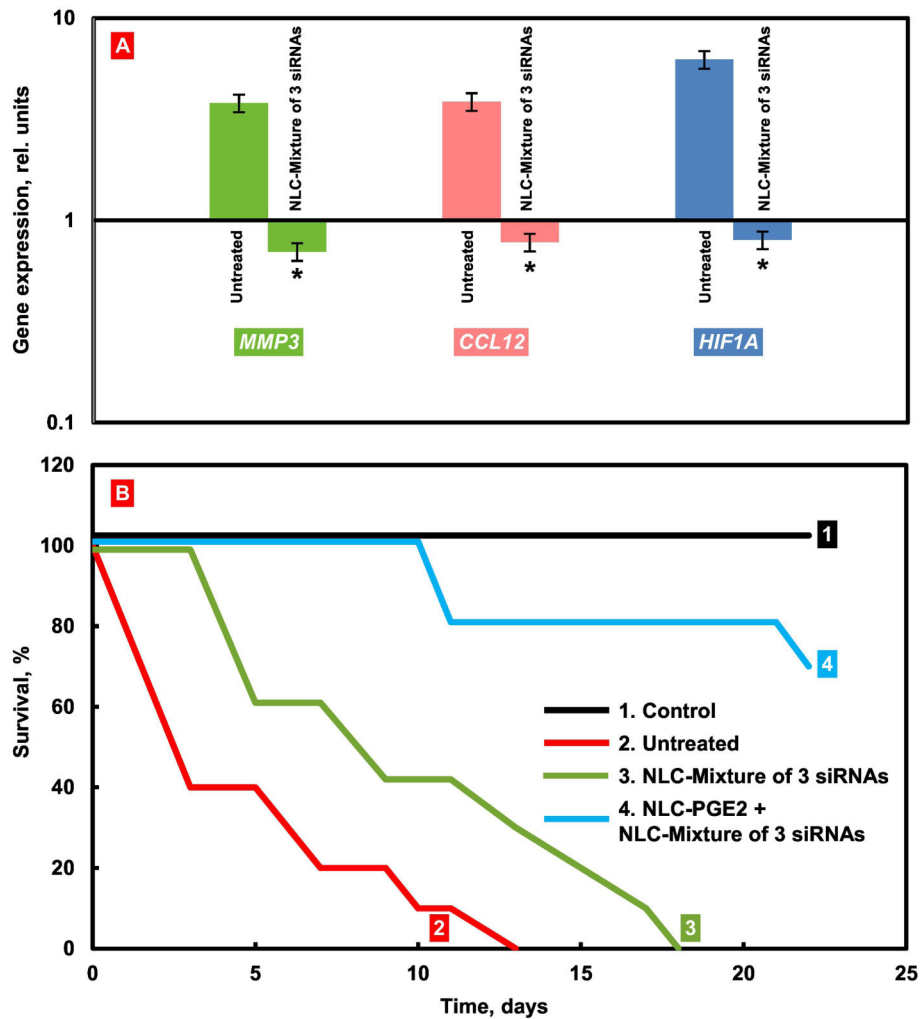 10
1
0.1
Gene expression, rel. units
A
Untreated
NLC-Mixture of 3 siRNAs
*
MMP3
Untreated
NLC-Mixture of 3 siRNAs
*
CCL12
Untreated
NLC-Mixture of 3 siRNAs
*
HIF1A
120
100
80
60
40
20
0
Survival, %
B
1
4
2
3
1. Control
2. Untreated
3. NLC-Mixture of 3 siRNAs
4. NLC-PGE2 +
NLC-Mixture of 3 siRNAs
0
5
10
15
20
25
Time, days